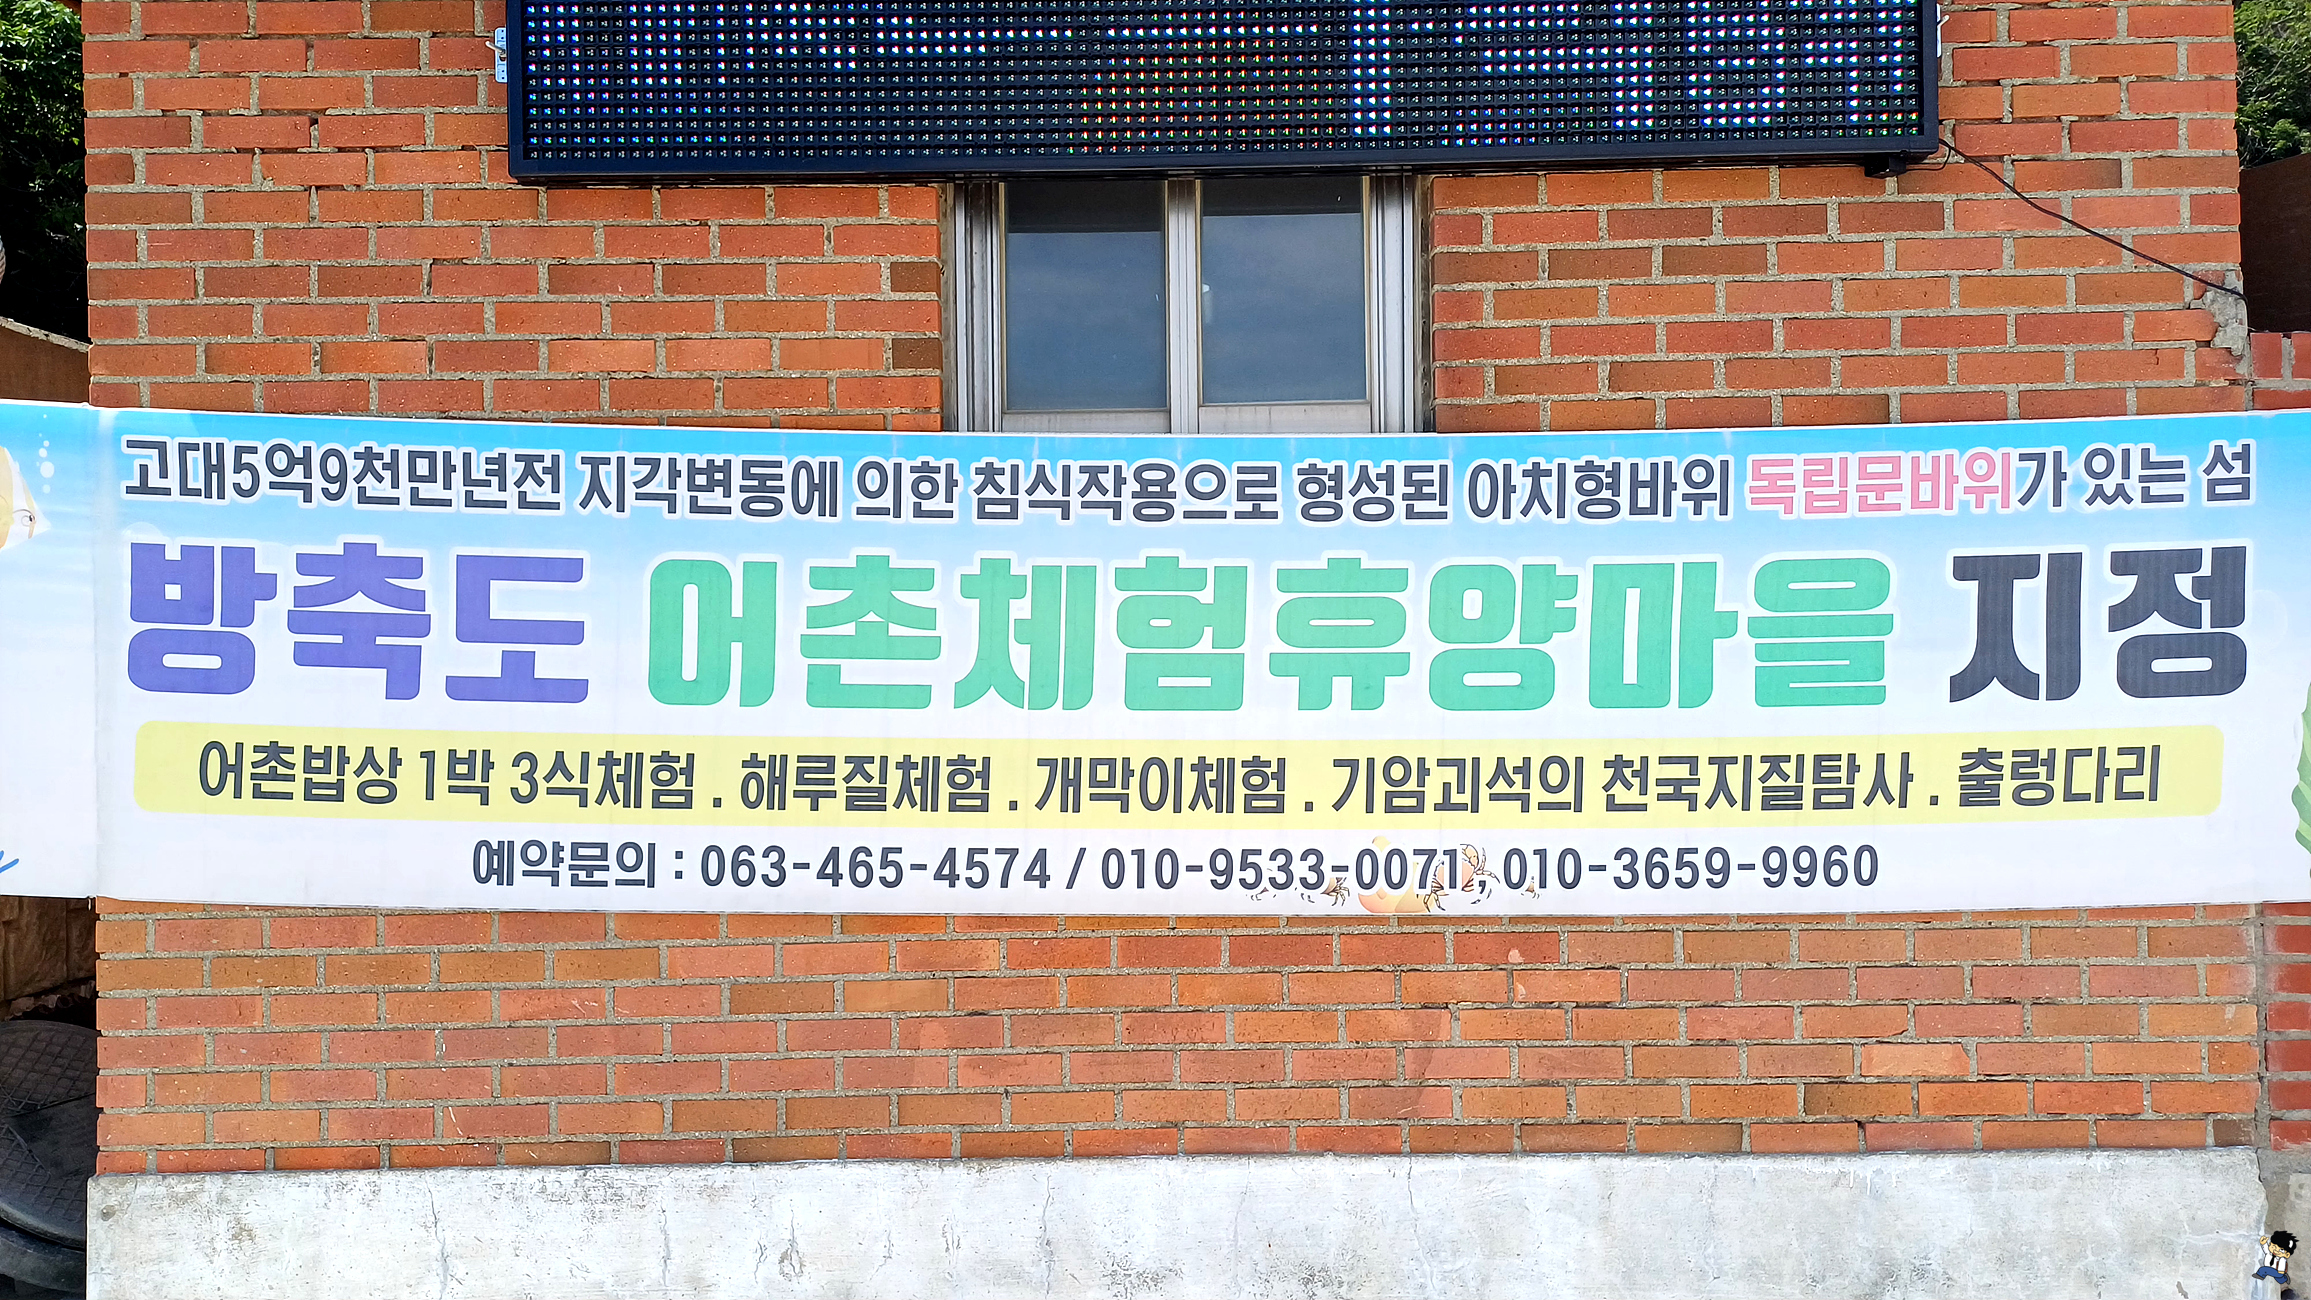 고대5억9천만년전 지각변동에 의한 침식작용으로 형성된 아치형바위 독립문바위가 있는 섬
방축도 어촌체험휴양마을 지정
어촌밥상 1박 3식체험 . 해루질체험 . 개막이체험 . 기암괴석의 천국지질탐사 . 출렁다리
예약문의 : 063-465-4574 / 010-9533-0071, 010-3659-9960